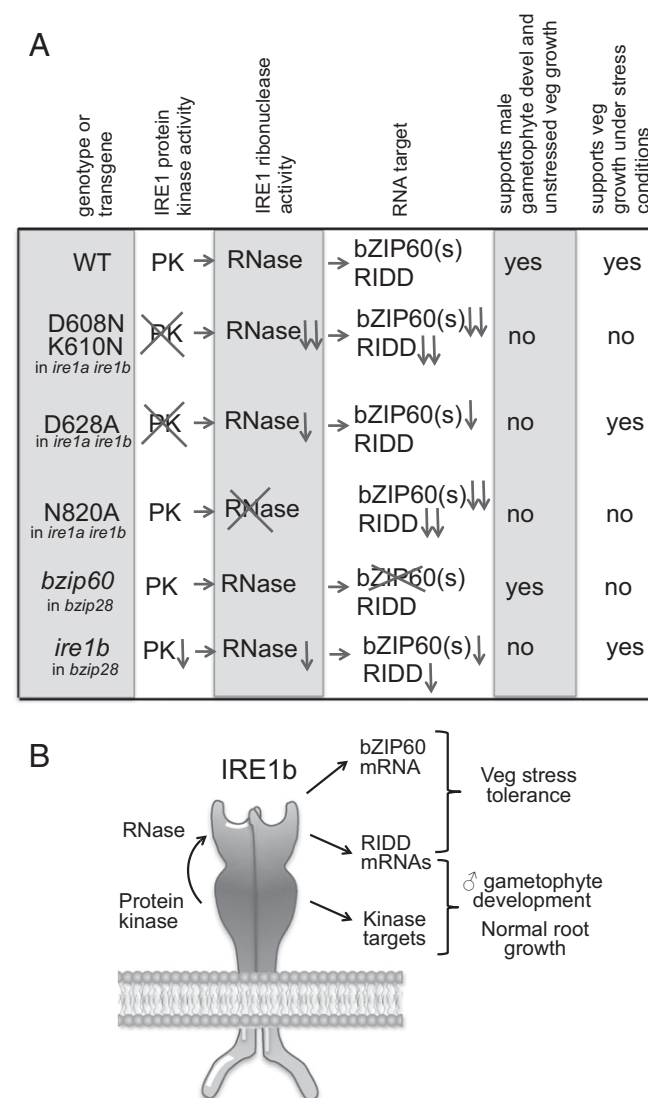 A
genotype or
transgene
IRE1 protein
kinase activity
IRE1 ribonuclease
activity
RNA target
supports male
gametophyte devel and
unstressed veg growth
supports veg
growth under stress
conditions
WT
PK → RNase → bZIP60(s)
RIDD
yes
yes
D608N
K610N
in ire1a ire1b
PK → RNase↓↓ → bZIP60(s)↓↓
RIDD↓↓
no
no
D628A
in ire1a ire1b
PK → RNase↓ → bZIP60(s)↓
RIDD
no
yes
N820A
in ire1a ire1b
PK → RNase
bZIP60(s)↓↓
RIDD↓↓
no
no
bzip60
in bzip28
PK → RNase → bZIP60(s)
RIDD
yes
no
ire1b
in bzip28
PK↓ → RNase↓ → bZIP60(s)↓
RIDD↓
no
yes
B
IRE1b
RNase
Protein
kinase
bZIP60
mRNA
RIDD
mRNAs
Kinase
targets
Veg stress
tolerance
♂ gametophyte
development
Normal root
growth